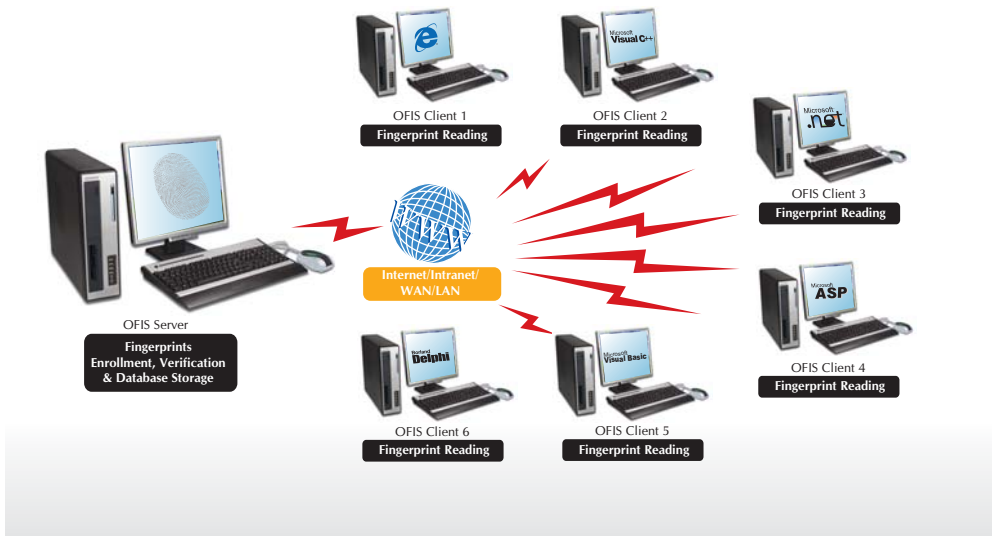 OFIS Client 1
Fingerprint Reading
Microsoft
Visual C++
OFIS Client 2
Fingerprint Reading
Microsoft
.net
OFIS Client 3
Fingerprint Reading
WWW
Internet/Intranet/
WAN/LAN
OFIS Server
Fingerprints
Enrollment, Verification
& Database Storage
Microsoft
ASP
OFIS Client 4
Fingerprint Reading
Borland
Delphi
OFIS Client 6
Fingerprint Reading
Microsoft
Visual Basic
OFIS Client 5
Fingerprint Reading